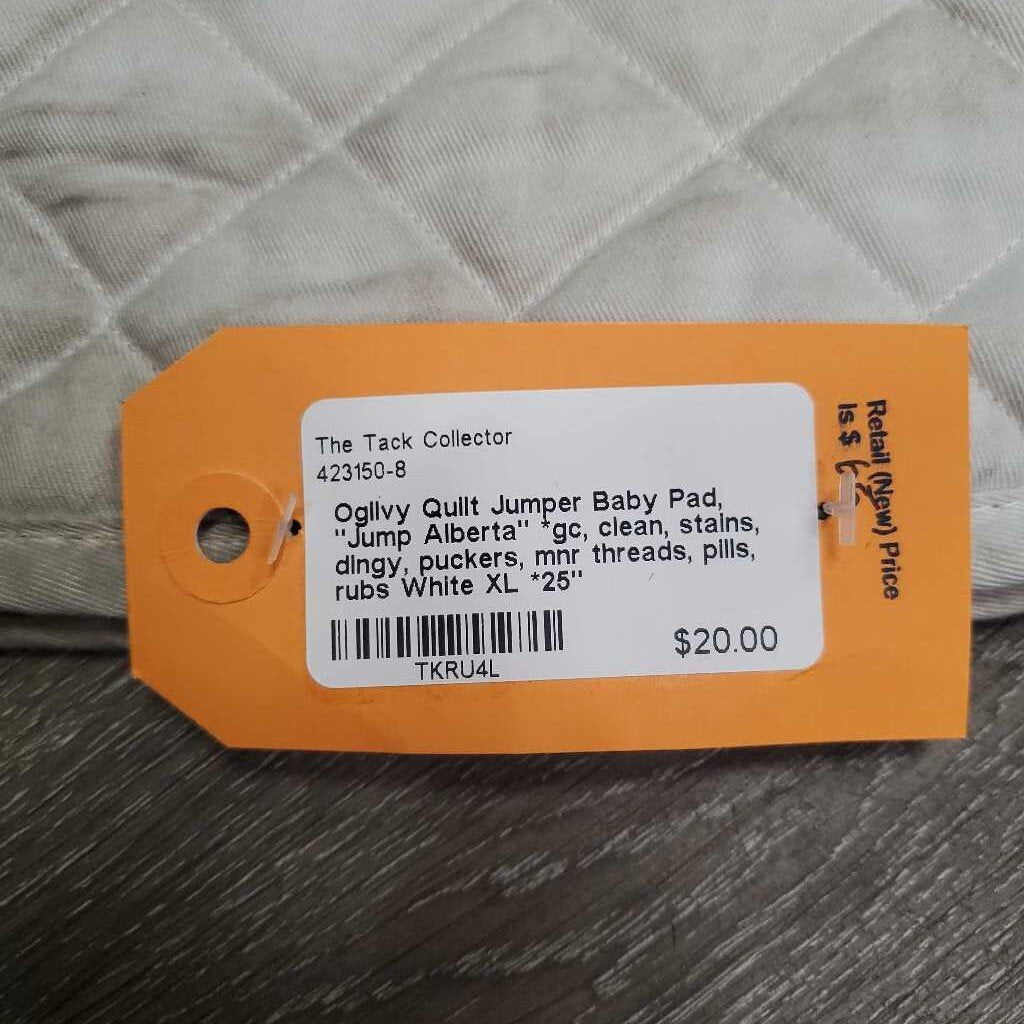 The Tack Collector
423150-8
Ogilvy Quilt Jumper Baby Pad,
"Jump Alberta" *gc, clean, stains,
dingy, puckers, mnr threads, pills,
rubs White XL *25"
TKRU4L
$20.00
Retail (New) Price
Is $